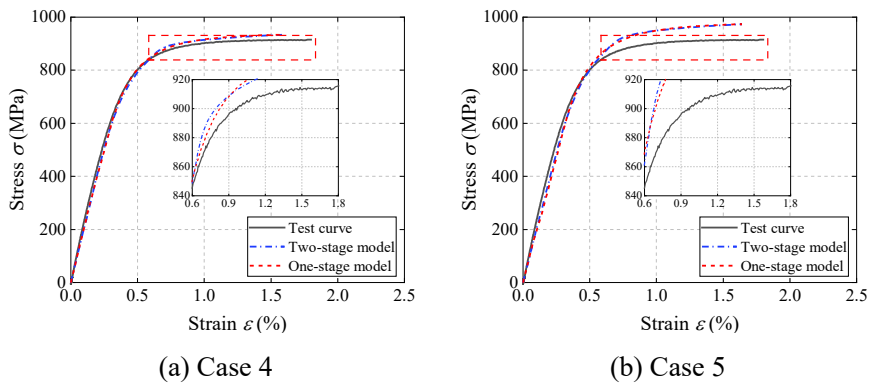 1000
800
600
400
200
0
Stress σ (MPa)
920
900
880
860
840
0.6 0.9 1.2 1.5 1.8
Test curve
Two-stage model
One-stage model
0.0 0.5 1.0 1.5 2.0 2.5
Strain ε (%)
(a) Case 4
1000
800
600
400
200
0
Stress σ (MPa)
920
900
880
860
840
0.6 0.9 1.2 1.5 1.8
Test curve
Two-stage model
One-stage model
0.0 0.5 1.0 1.5 2.0 2.5
Strain ε (%)
(b) Case 5